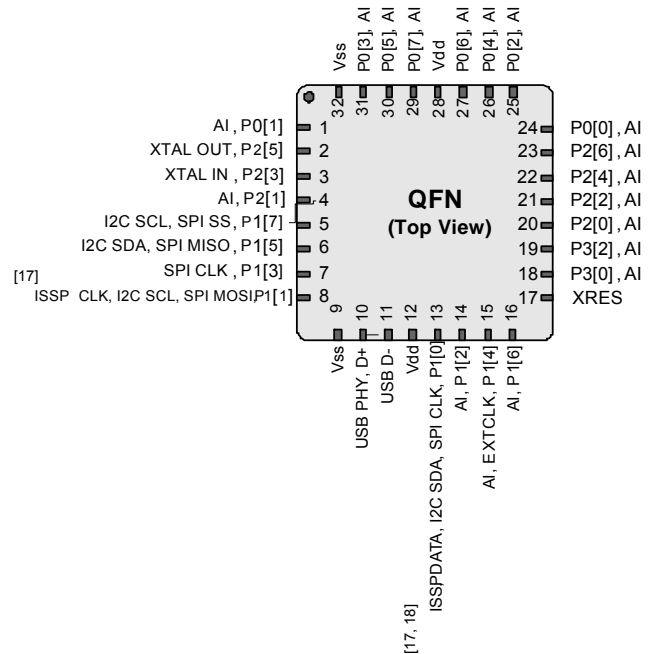 Vss
P0[3], AI
P0[5], AI
P0[7], AI
Vdd
P0[6], AI
P0[4], AI
P0[2], AI
32
31
30
29
28
27
26
25
AI , P0[1]
1
XTAL OUT, P2[5]
2
XTAL IN , P2[3]
3
AI, P2[1]
4
I2C SCL, SPI SS, P1[7]
5
I2C SDA, SPI MISO , P1[5]
6
SPI CLK , P1[3]
7
[17]
ISSP CLK, I2C SCL, SPI MOSI,P1[1]
8
QFN
(Top View)
24
P0[0] , AI
23
P2[6] , AI
22
P2[4] , AI
21
P2[2] , AI
20
P2[0] , AI
19
P3[2] , AI
18
P3[0] , AI
17
XRES
9
10
11
12
13
14
15
16
Vss
USB PHY, D+
USB D-
Vdd
ISSPDATA, I2C SDA, SPI CLK, P1[0]
AI, P1[2]
AI, EXTCLK, P1[4]
AI, P1[6]
[17, 18]